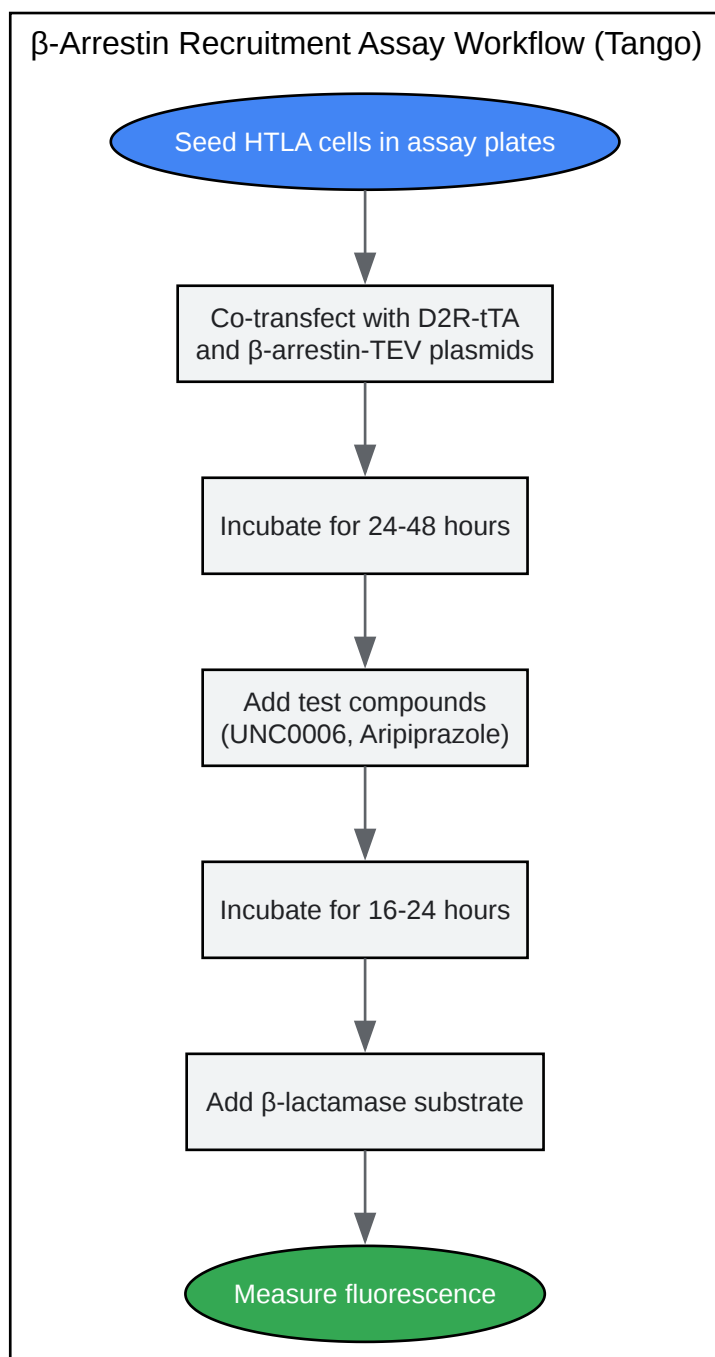 β-Arrestin Recruitment Assay Workflow (Tango)
Seed HTLA cells in assay plates
Co-transfect with D2R-tTA
and β-arrestin-TEV plasmids
Incubate for 24-48 hours
Add test compounds
(UNC0006, Aripiprazole)
Incubate for 16-24 hours
Add β-lactamase substrate
Measure fluorescence